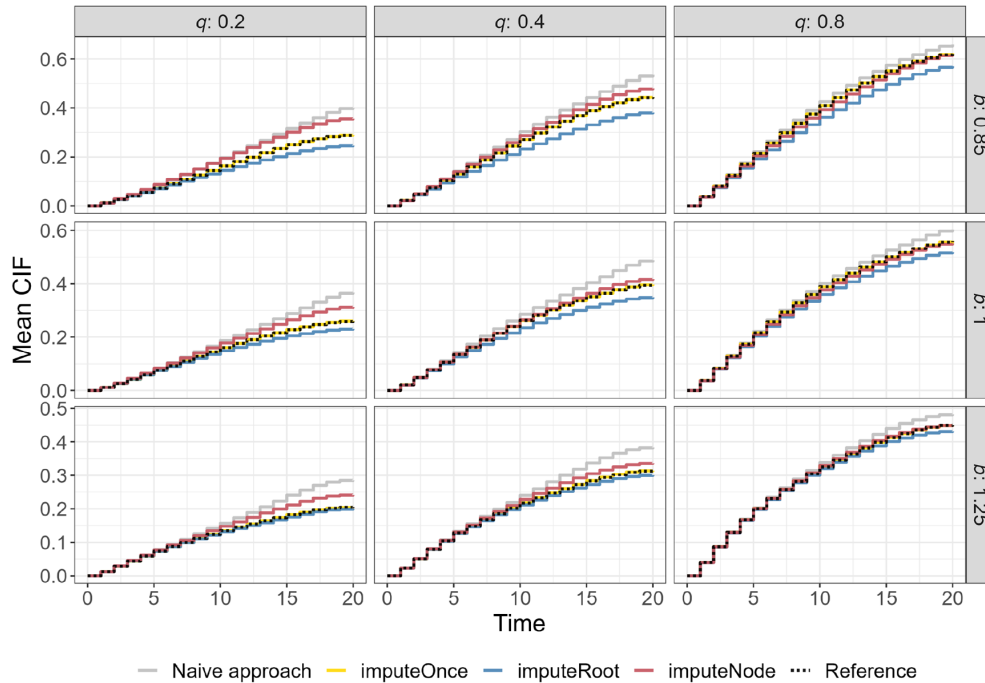 q: 0.2
q: 0.4
q: 0.8
0.6
0.4
0.2
0.0
b: 0.85
0.6
0.4
0.2
0.0
b: 1
0.5
0.4
0.3
0.2
0.1
0.0
b: 1.25
Mean CIF
0 5 10 15 20
0 5 10 15 20
0 5 10 15 20
Time
Naive approach imputeOnce imputeRoot imputeNode Reference